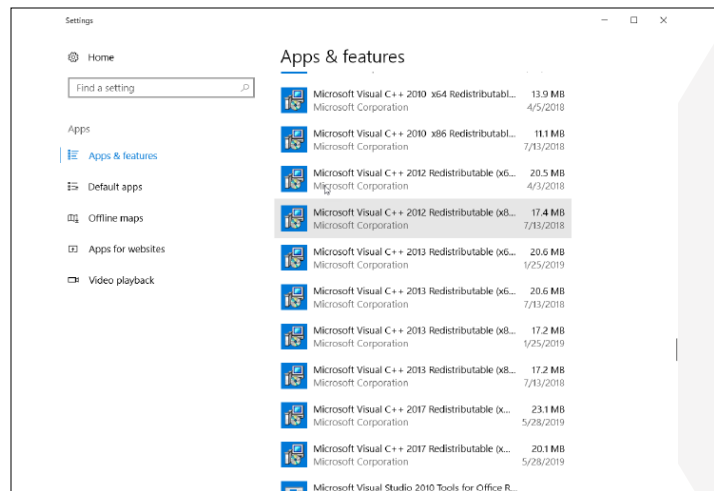 Settings
Home
Apps & features
Find a setting
Apps
Apps & features
Default apps
Offline maps
Apps for websites
Video playback
Microsoft Visual C++ 2010 x64 Redistributabl... 13.9 MB
Microsoft Corporation 4/5/2018
Microsoft Visual C++ 2010 x86 Redistributabl... 11.1 MB
Microsoft Corporation 7/13/2018
Microsoft Visual C++ 2012 Redistributable (x6... 20.5 MB
Microsoft Corporation 4/3/2018
Microsoft Visual C++ 2012 Redistributable (x8... 17.4 MB
Microsoft Corporation 7/13/2018
Microsoft Visual C++ 2013 Redistributable (x6... 20.6 MB
Microsoft Corporation 1/25/2019
Microsoft Visual C++ 2013 Redistributable (x6... 20.6 MB
Microsoft Corporation 7/13/2018
Microsoft Visual C++ 2013 Redistributable (x8... 17.2 MB
Microsoft Corporation 1/25/2019
Microsoft Visual C++ 2013 Redistributable (x8... 17.2 MB
Microsoft Corporation 7/13/2018
Microsoft Visual C++ 2017 Redistributable (x... 23.1 MB
Microsoft Corporation 5/28/2019
Microsoft Visual C++ 2017 Redistributable (x... 20.1 MB
Microsoft Corporation 5/28/2019
Microsoft Visual Studio 2010 Tools for Office R...